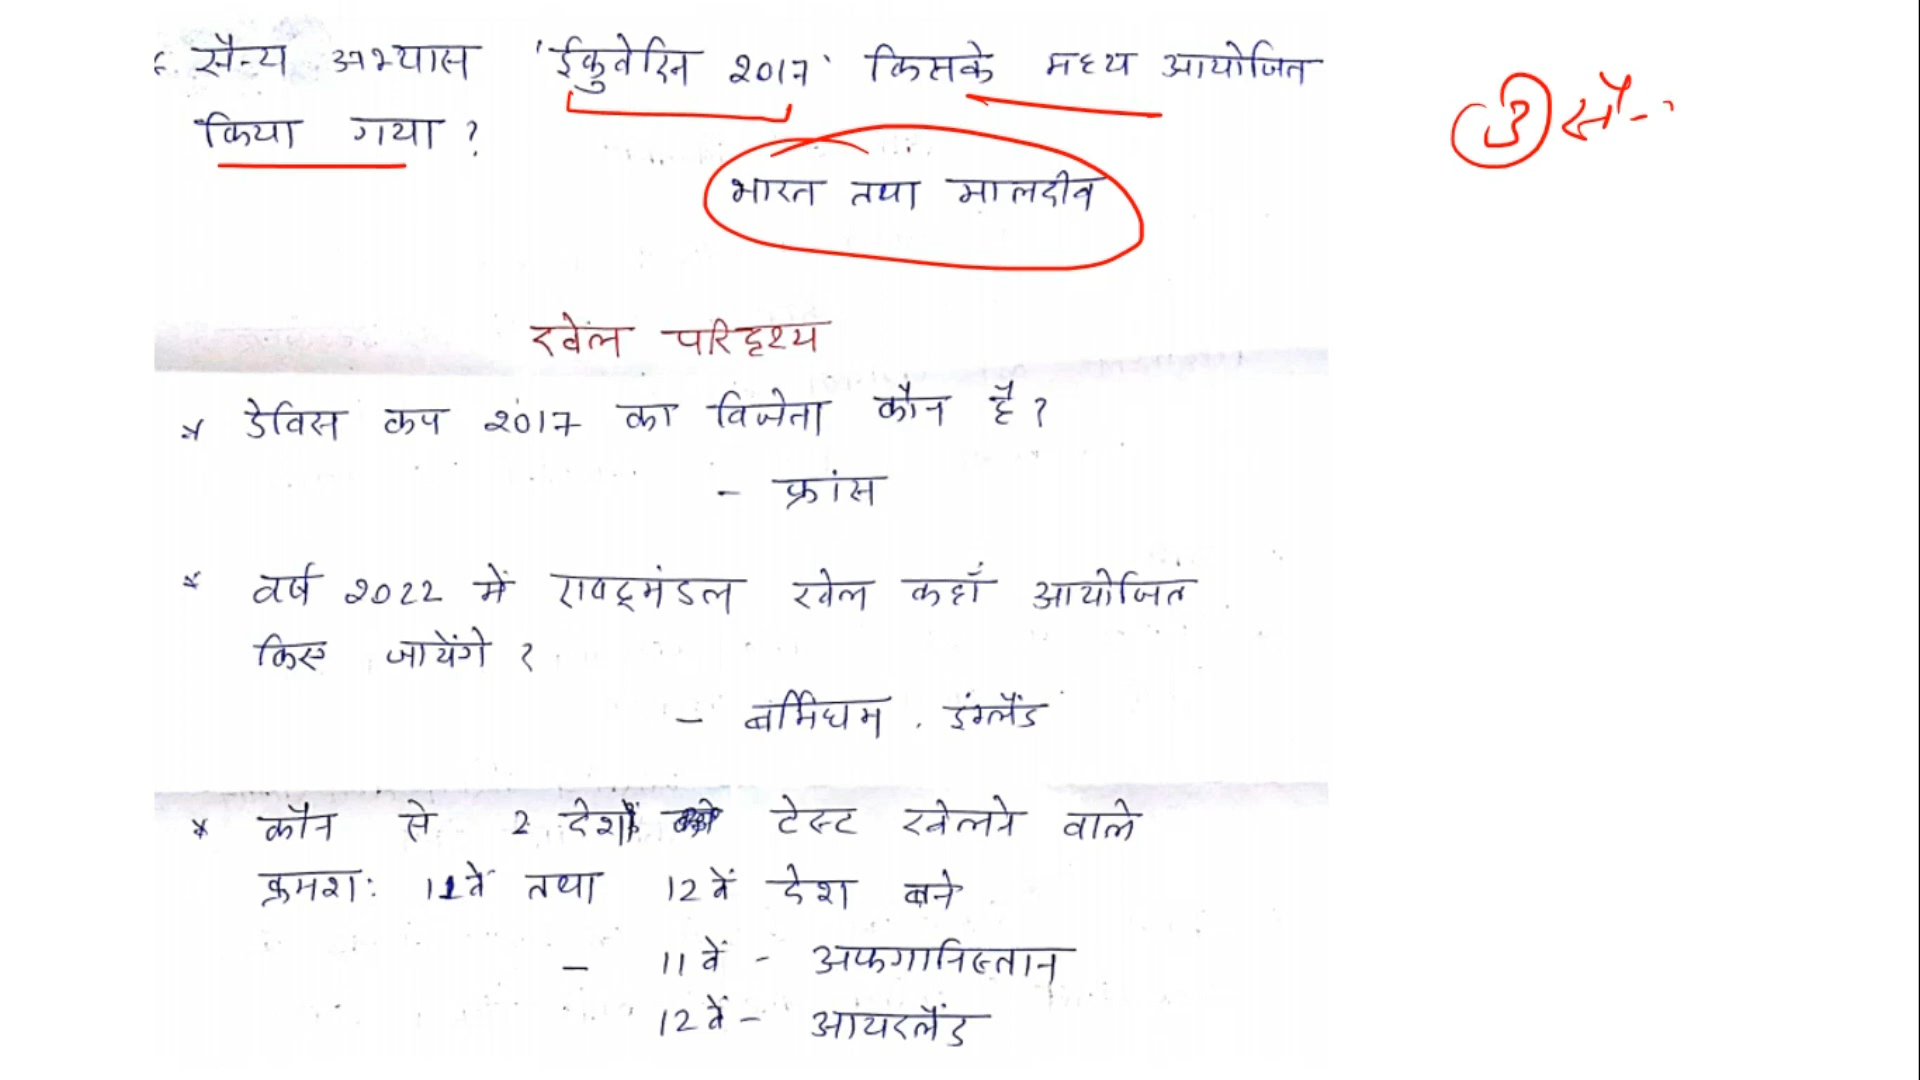 * सैन्य अभ्यास 'ईकुवेरिन 2017' किसके मध्य आयोजित
किया गया ?
भारत तथा मालदीव
③ सै-
खेल परिदृश्य
* डेविस कप 2017 का विजेता कौन है ?
- फ्रांस
* वर्ष 2022 में राष्ट्रमंडल खेल कहाँ आयोजित
किए जायेंगे ?
- बर्मिंघम , इंग्लैंड
* कौन से 2 देश टेस्ट खेलने वाले
क्रमश: 11वें तथा 12वें देश बने
- 11वें - अफगानिस्तान
12वें - आयरलैंड